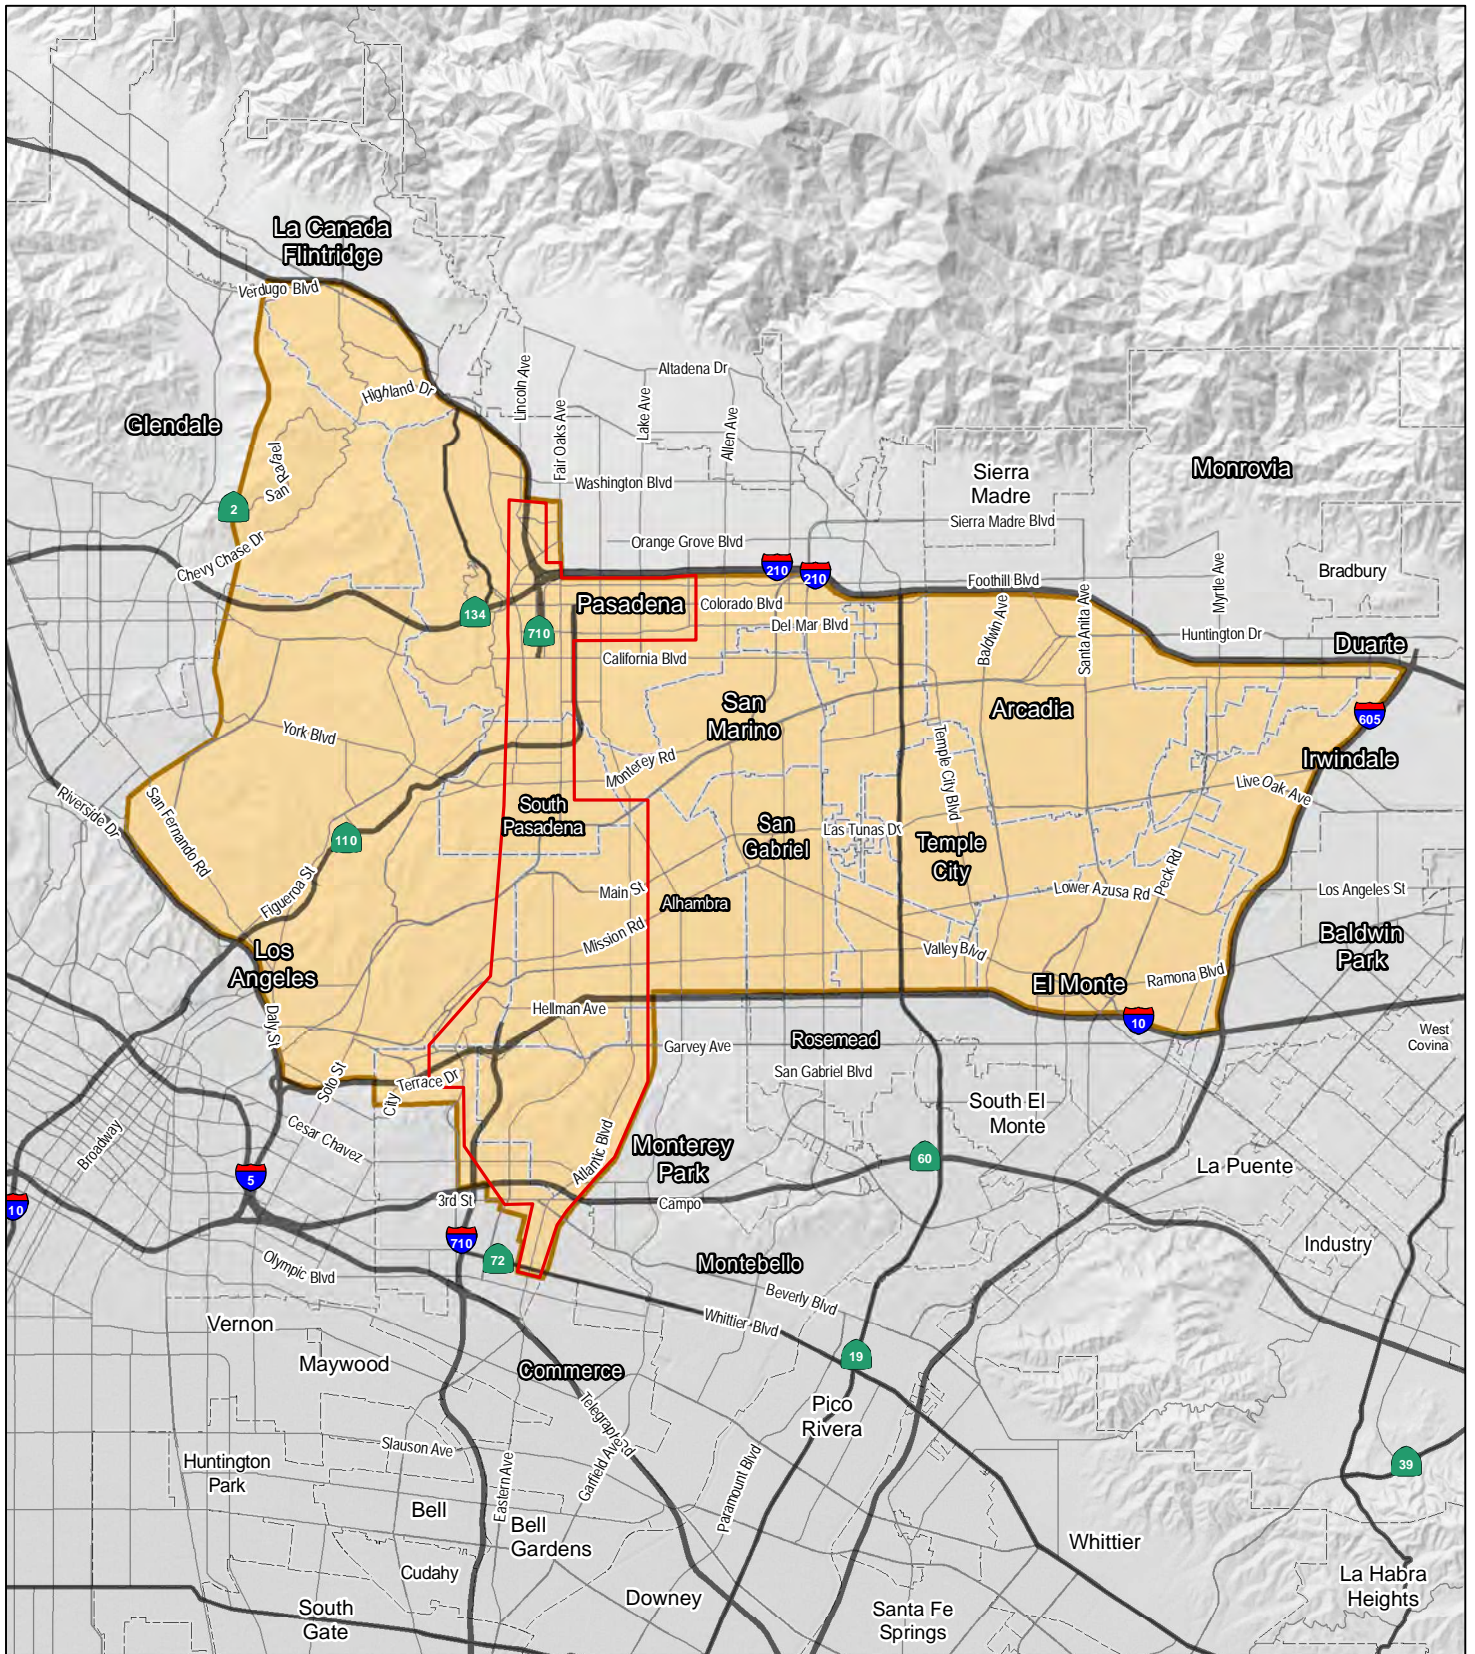 La Canada
Flintridge
Verdugo Blvd
Altadena Dr
Lincoln Ave
Highland Dr
Fair Oaks Ave
Lake Ave
Allen Ave
Glendale
San Rafael
Sierra
Madre
Monrovia
Washington Blvd
2
Sierra Madre Blvd
Orange Grove Blvd
Chevy Chase Dr
210
210
Foothill Blvd
Myrtle Ave
Bradbury
Pasadena
Colorado Blvd
134
710
Del Mar Blvd
Baldwin Ave
Santa Anita Ave
Huntington Dr
Duarte
California Blvd
San
Marino
Arcadia
605
York Blvd
Monterey Rd
Temple City Blvd
Irwindale
Live Oak Ave
Riverside Dr
San Fernando Rd
South
Pasadena
110
San
Gabriel
Las Tunas Dr
Temple
City
Figueroa St
Main St
Alhambra
Lower Azusa Rd
Peck Rd
Los Angeles St
Mission Rd
Baldwin
Park
Los
Angeles
Valley Blvd
El Monte
Ramona Blvd
Daly St
Hellman Ave
10
West
Covina
Garvey Ave
Rosemead
Soto St
City Terrace Dr
San Gabriel Blvd
South El
Monte
Cesar Chavez
Broadway
Atlantic Blvd
Monterey
Park
60
La Puente
5
10
3rd St
Campo
710
72
Montebello
Industry
Olympic Blvd
Beverly Blvd
Vernon
Whittier Blvd
Maywood
19
Commerce
Telegraph Rd
Pico
Rivera
Slauson Ave
Huntington
Park
Eastern Ave
Garfield Ave
Paramount Blvd
39
Bell
Bell
Gardens
Whittier
Cudahy
La Habra
Heights
Downey
South
Gate
Santa Fe
Springs